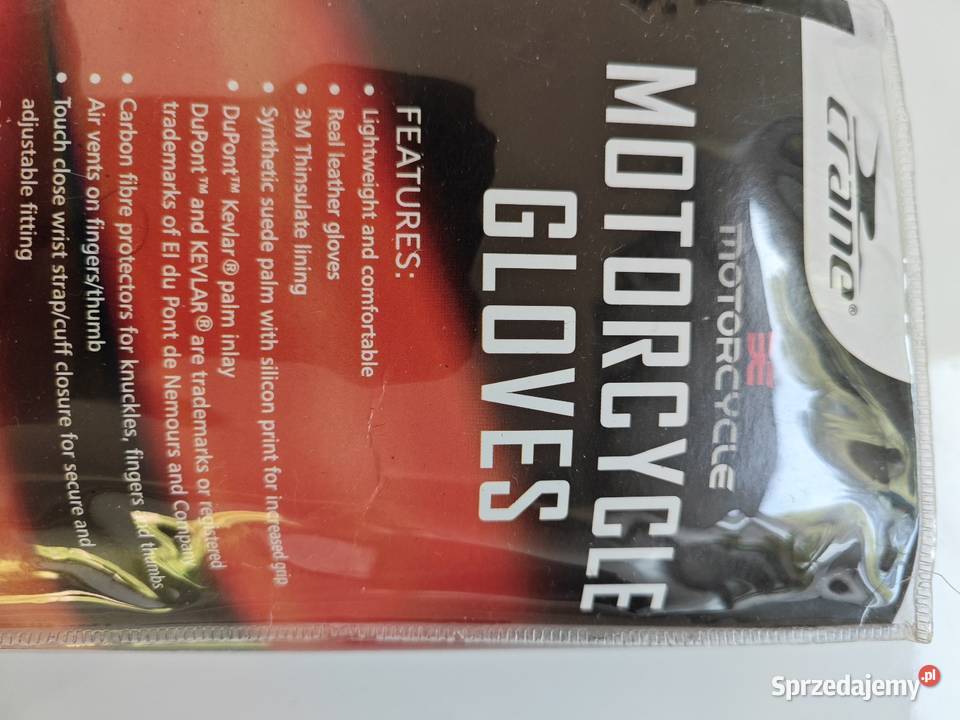 crane®
MOTORCYCLE
MOTORCYCLE
GLOVES
FEATURES:
• Lightweight and comfortable
• Real leather gloves
• 3M Thinsulate lining
• Synthetic suede palm with silicon print for increased grip
• DuPont™ Kevlar® palm inlay
DuPont™ and KEVLAR® are trademarks or registered
trademarks of EI du Pont de Nemours and Company
• Carbon fibre protectors for knuckles, fingers and thumbs
• Air vents on fingers/thumb
• Touch close wrist strap/cuff closure for secure and
adjustable fitting
Sprzedajemy.pl